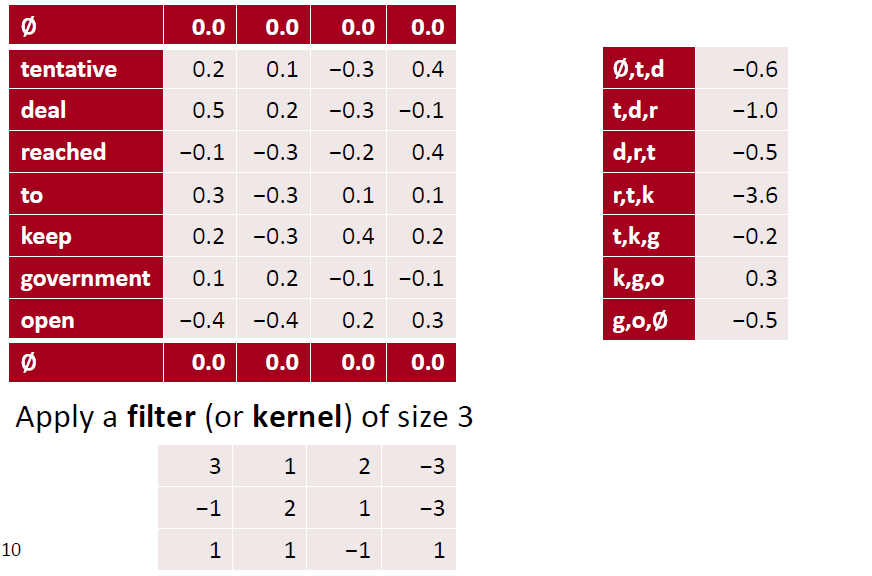 Ø 0.0 0.0 0.0 0.0
tentative 0.2 0.1 −0.3 0.4
deal 0.5 0.2 −0.3 −0.1
reached −0.1 −0.3 −0.2 0.4
to 0.3 −0.3 0.1 0.1
keep 0.2 −0.3 0.4 0.2
government 0.1 0.2 −0.1 −0.1
open −0.4 −0.4 0.2 0.3
Ø 0.0 0.0 0.0 0.0
Ø,t,d −0.6
t,d,r −1.0
d,r,t −0.5
r,t,k −3.6
t,k,g −0.2
k,g,o 0.3
g,o,Ø −0.5
Apply a filter (or kernel) of size 3
3 1 2 −3
−1 2 1 −3
1 1 −1 1
10